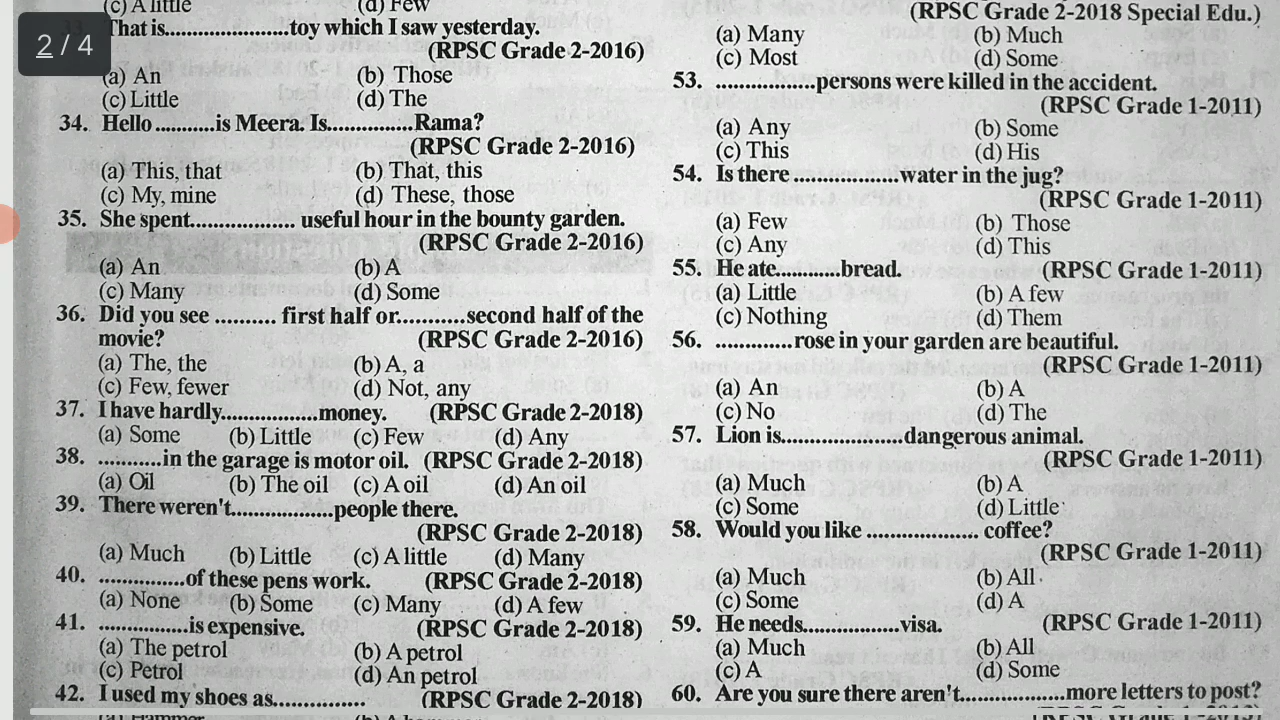 (c) A little (d) Few
That is......................toy which I saw yesterday.
(RPSC Grade 2-2016)
(a) An (b) Those
(c) Little (d) The
34. Hello ...........is Meera. Is...............Rama?
(RPSC Grade 2-2016)
(a) This, that (b) That, this
(c) My, mine (d) These, those
35. She spent................... useful hour in the bounty garden.
(RPSC Grade 2-2016)
(a) An (b) A
(c) Many (d) Some
36. Did you see ........... first half or............second half of the
movie? (RPSC Grade 2-2016)
(a) The, the (b) A, a
(c) Few, fewer (d) Not, any
37. I have hardly.................money. (RPSC Grade 2-2018)
(a) Some (b) Little (c) Few (d) Any
38. ...........in the garage is motor oil. (RPSC Grade 2-2018)
(a) Oil (b) The oil (c) A oil (d) An oil
39. There weren't..................people there.
(RPSC Grade 2-2018)
(a) Much (b) Little (c) A little (d) Many
40. ...............of these pens work. (RPSC Grade 2-2018)
(a) None (b) Some (c) Many (d) A few
41. ................is expensive. (RPSC Grade 2-2018)
(a) The petrol (b) A petrol
(c) Petrol (d) An petrol
42. I used my shoes as................ (RPSC Grade 2-2018)
(a) Hammer (b) A hammer
2 / 4
(RPSC Grade 2-2018 Special Edu.)
(a) Many (b) Much
(c) Most (d) Some
53. ..................persons were killed in the accident.
(RPSC Grade 1-2011)
(a) Any (b) Some
(c) This (d) His
54. Is there ....................water in the jug?
(RPSC Grade 1-2011)
(a) Few (b) Those
(c) Any (d) This
55. He ate............bread. (RPSC Grade 1-2011)
(a) Little (b) A few
(c) Nothing (d) Them
56. ..............rose in your garden are beautiful.
(RPSC Grade 1-2011)
(a) An (b) A
(c) No (d) The
57. Lion is......................dangerous animal.
(RPSC Grade 1-2011)
(a) Much (b) A
(c) Some (d) Little
58. Would you like .................... coffee?
(RPSC Grade 1-2011)
(a) Much (b) All
(c) Some (d) A
59. He needs.................visa. (RPSC Grade 1-2011)
(a) Much (b) All
(c) A (d) Some
60. Are you sure there aren't...................more letters to post?